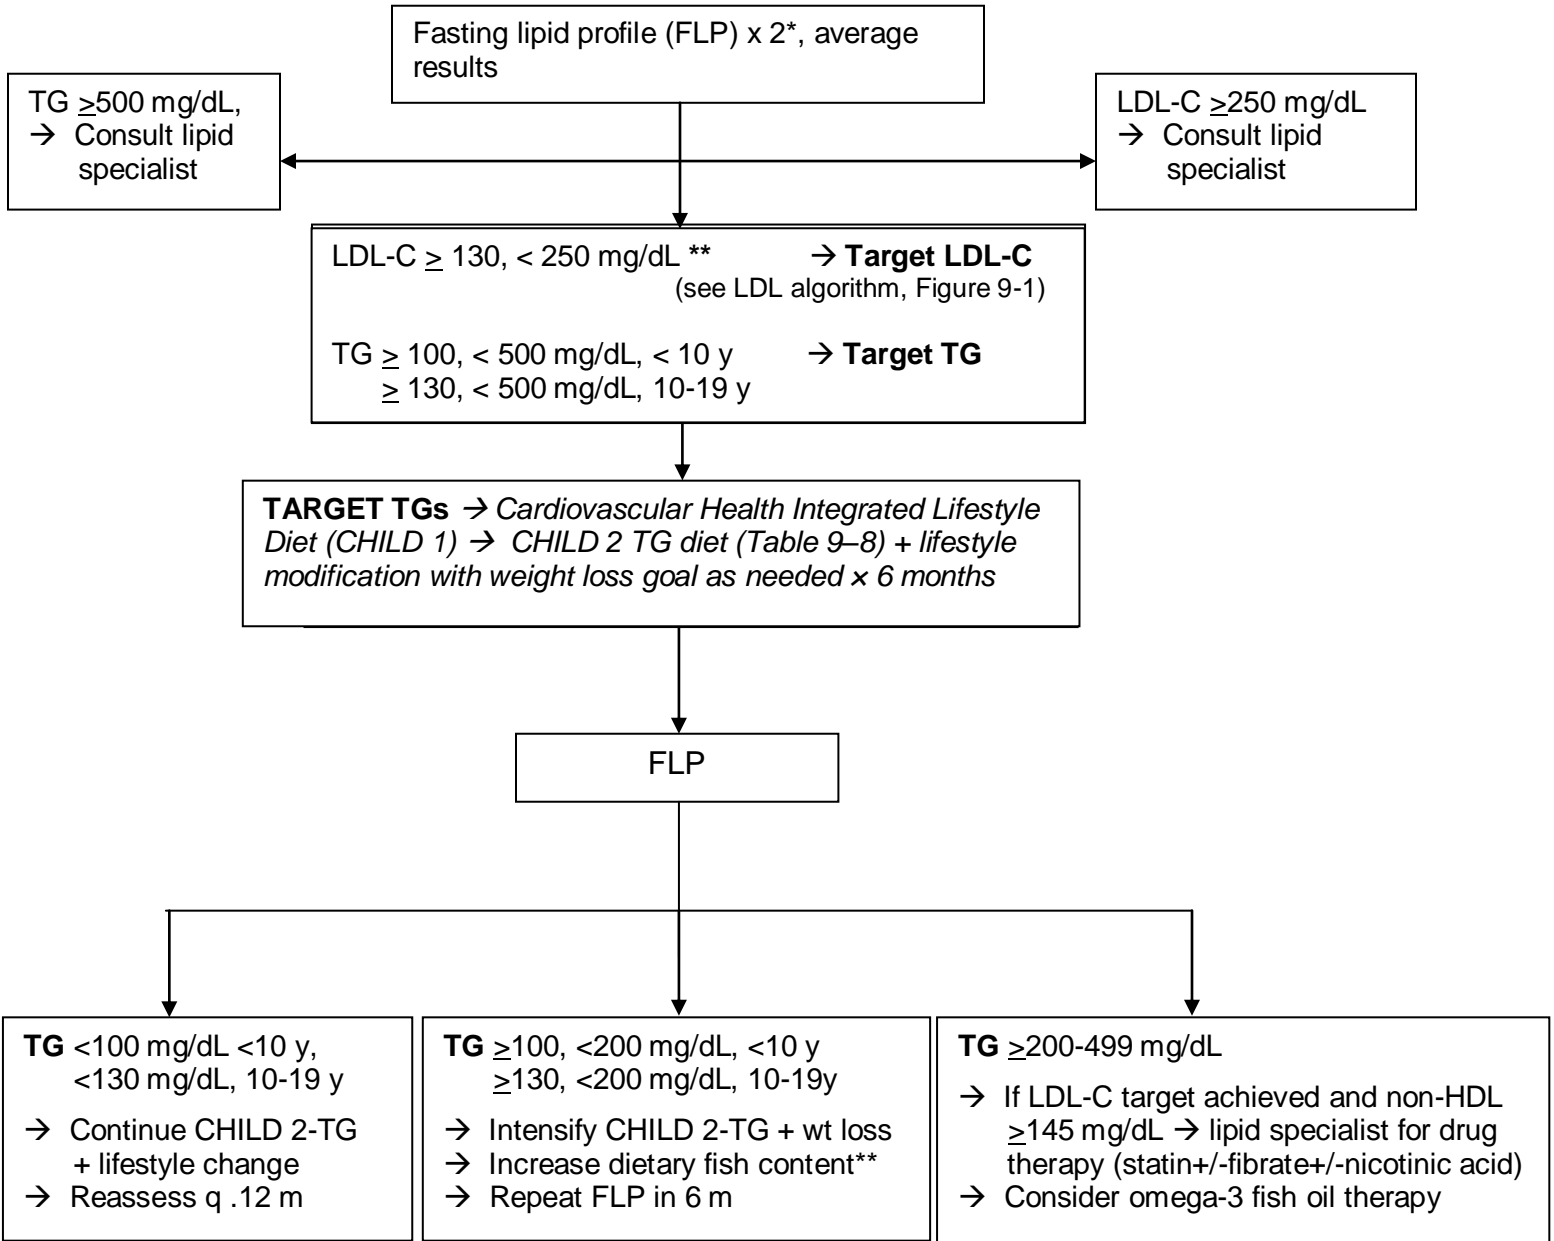 Fasting lipid profile (FLP) x 2*, average
results
TG ≥500 mg/dL,
→ Consult lipid
specialist
LDL-C ≥250 mg/dL
→ Consult lipid
specialist
LDL-C ≥ 130, < 250 mg/dL ** → Target LDL-C
(see LDL algorithm, Figure 9-1)
TG ≥ 100, < 500 mg/dL, < 10 y → Target TG
≥ 130, < 500 mg/dL, 10-19 y
TARGET TGs → Cardiovascular Health Integrated Lifestyle
Diet (CHILD 1) → CHILD 2 TG diet (Table 9–8) + lifestyle
modification with weight loss goal as needed × 6 months
FLP
TG <100 mg/dL <10 y,
<130 mg/dL, 10-19 y
→ Continue CHILD 2-TG
+ lifestyle change
→ Reassess q .12 m
TG ≥100, <200 mg/dL, <10 y
≥130, <200 mg/dL, 10-19y
→ Intensify CHILD 2-TG + wt loss
→ Increase dietary fish content**
→ Repeat FLP in 6 m
TG ≥200-499 mg/dL
→ If LDL-C target achieved and non-HDL
≥145 mg/dL → lipid specialist for drug
therapy (statin+/-fibrate+/-nicotinic acid)
→ Consider omega-3 fish oil therapy